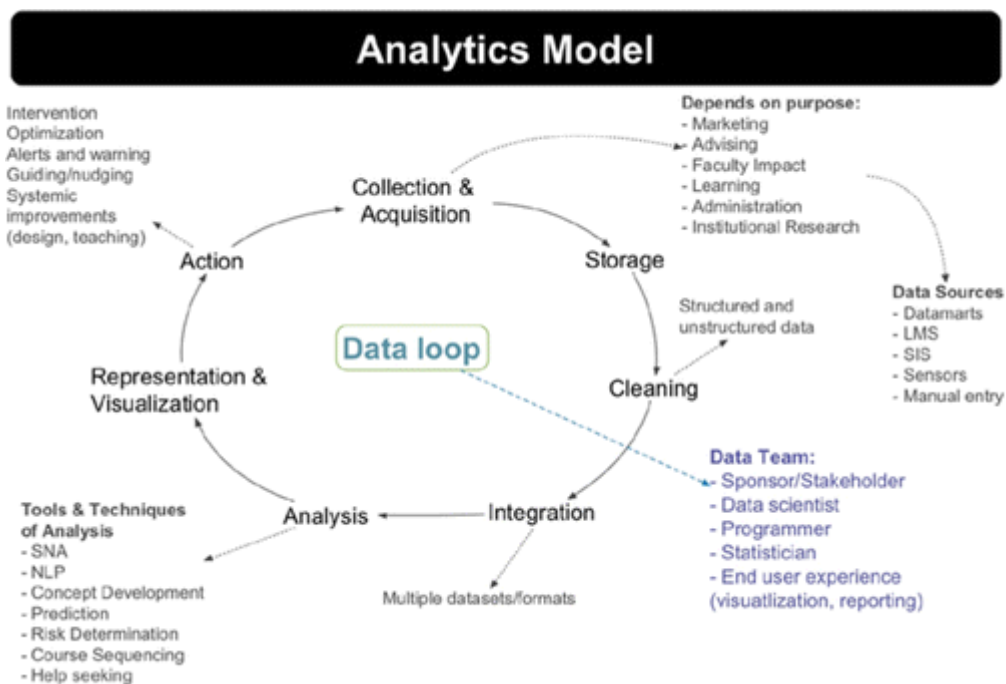 Analytics Model
Intervention
Optimization
Alerts and warning
Guiding/nudging
Systemic
improvements
(design, teaching)
Depends on purpose:
- Marketing
- Advising
- Faculty Impact
- Learning
- Administration
- Institutional Research
Collection &
Acquisition
Action
Storage
Data Sources
- Datamarts
- LMS
- SIS
- Sensors
- Manual entry
Structured and
unstructured data
Data loop
Representation &
Visualization
Cleaning
Data Team:
- Sponsor/Stakeholder
- Data scientist
- Programmer
- Statistician
- End user experience
(visuatlization, reporting)
Tools & Techniques
of Analysis
- SNA
- NLP
- Concept Development
- Prediction
- Risk Determination
- Course Sequencing
- Help seeking
Analysis
Integration
Multiple datasets/formats